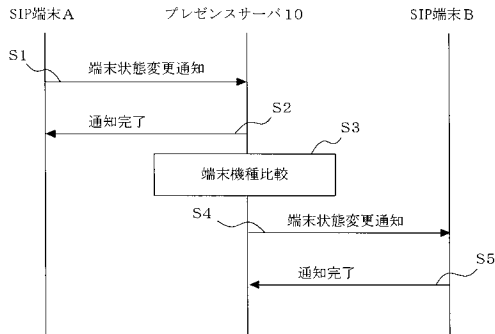 SIP端末A
プレゼンスサーバ10
SIP端末B
S1
端末状態変更通知
S2
通知完了
S3
端末機種比較
S4
端末状態変更通知
S5
通知完了